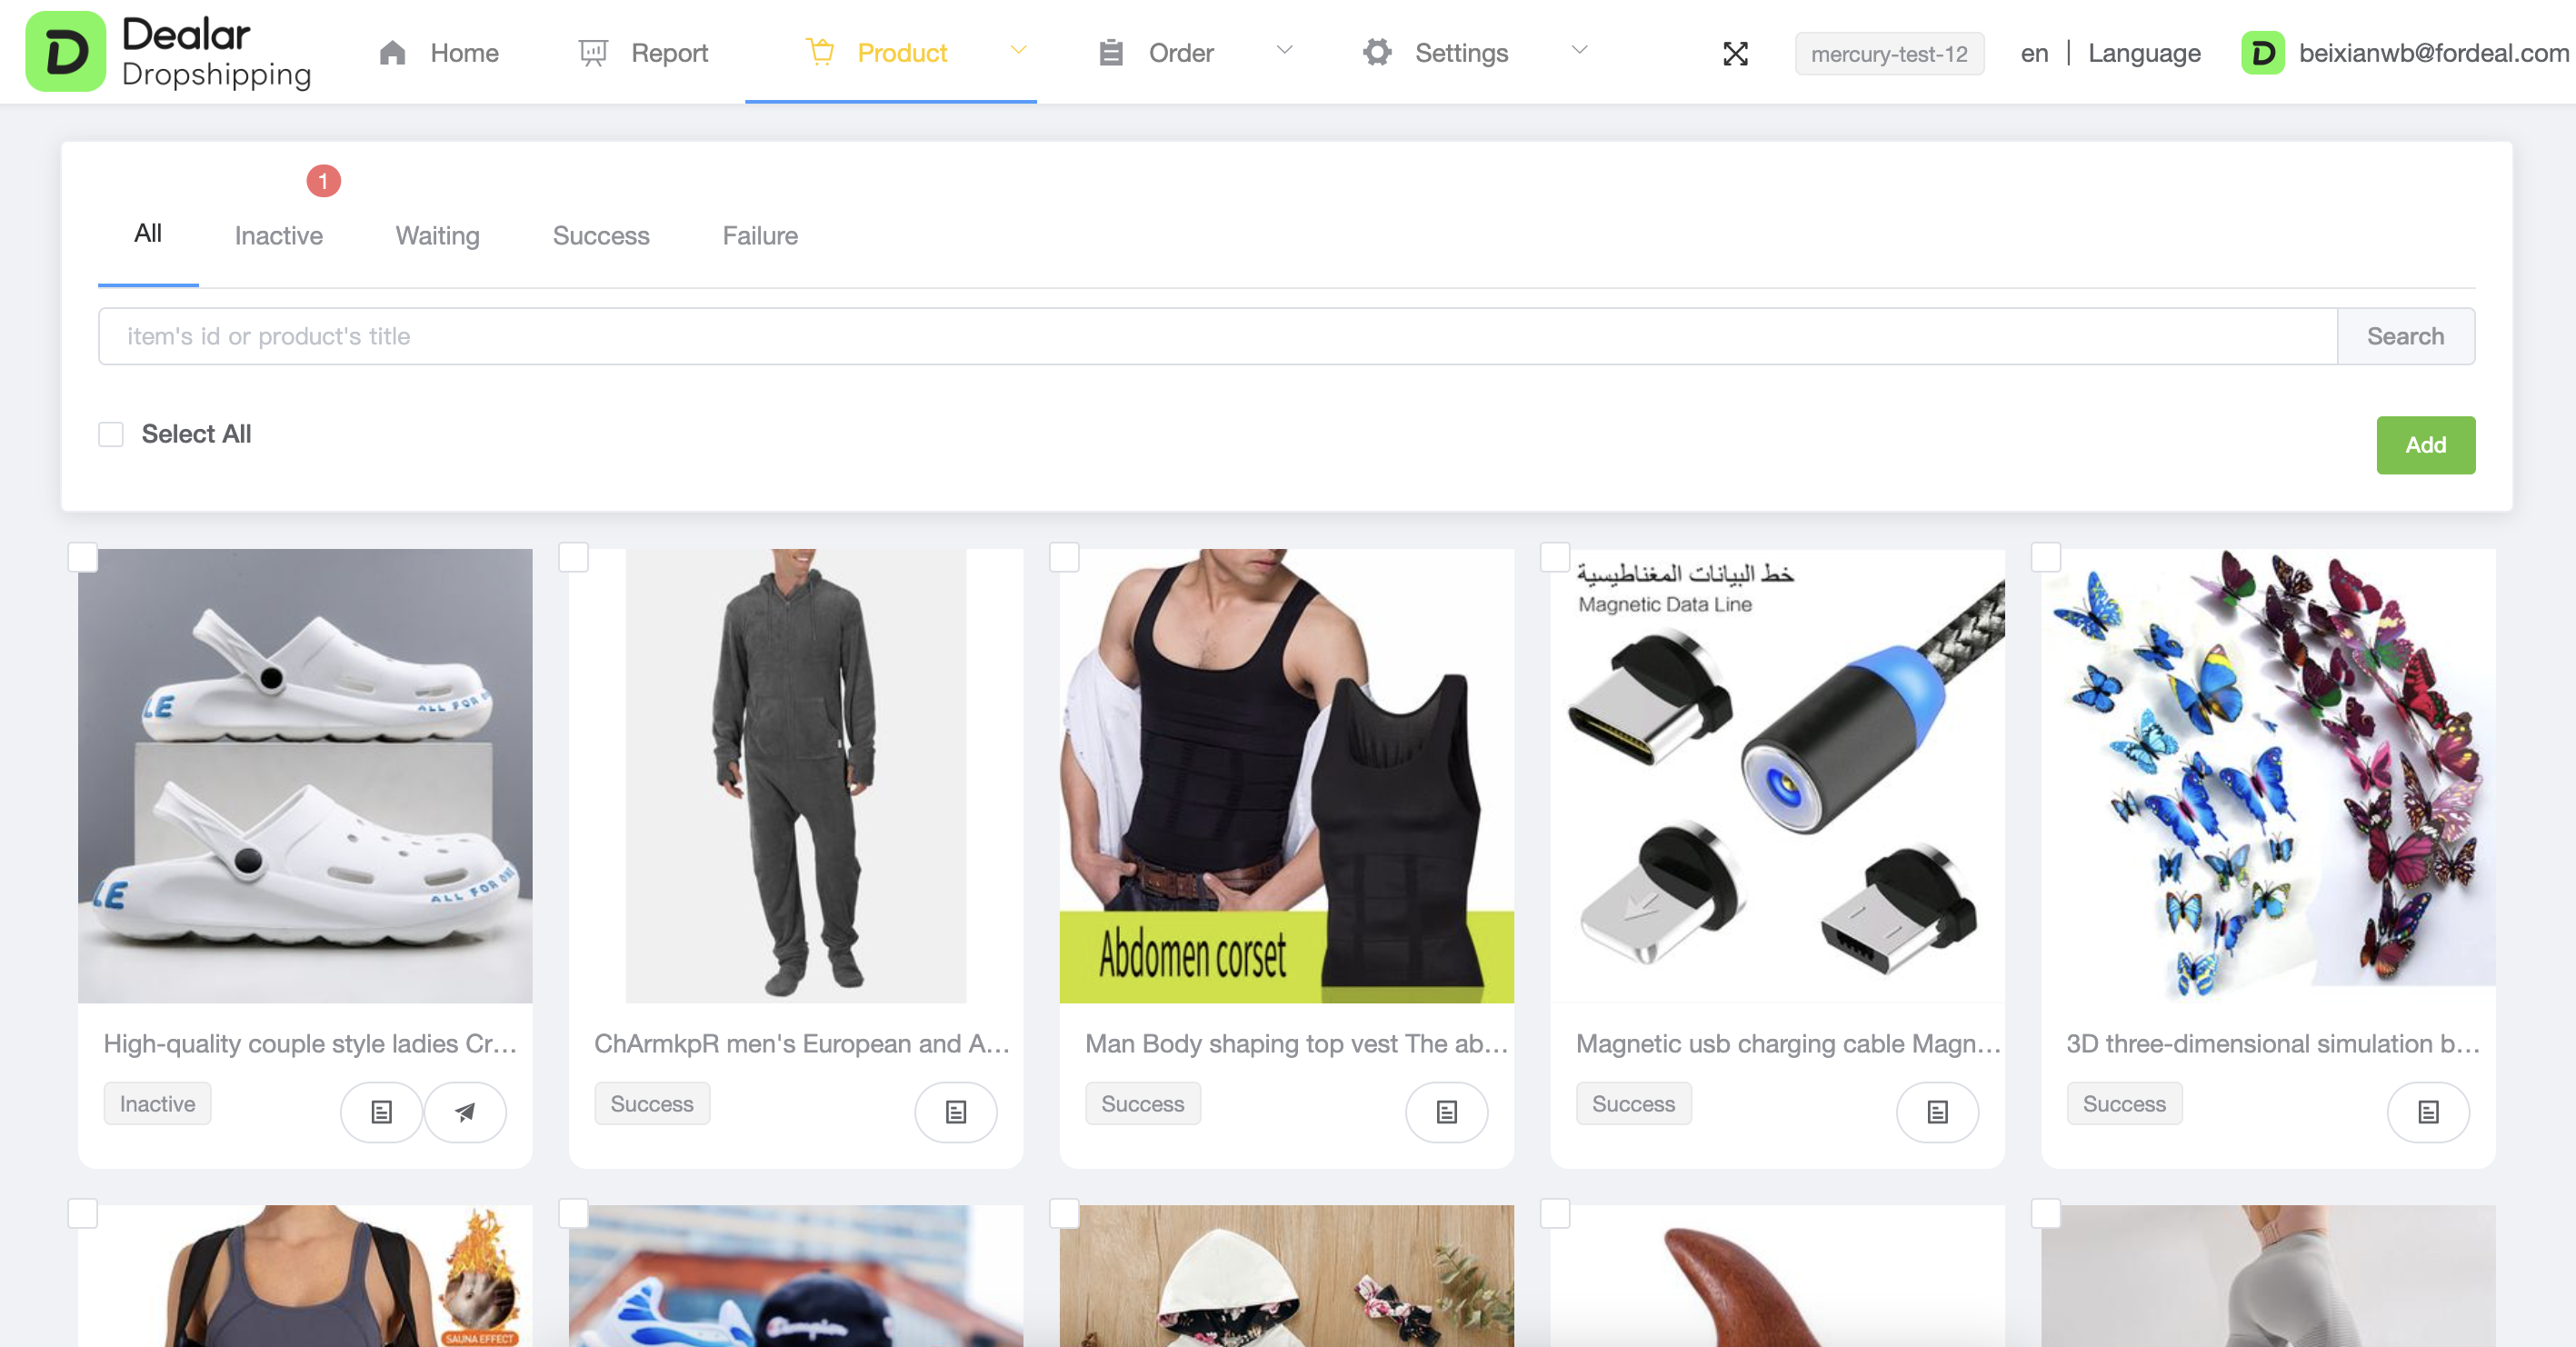 Dealar
Dropshipping
Home
Report
Product
Order
Settings
mercury-test-12
en | Language
beixianwb@fordeal.com
1
All
Inactive
Waiting
Success
Failure
item's id or product's title
Search
Select All
Add
LE
ALL FOR ON
LE
ALL FOR ONE
Abdomen corset
خط البيانات المغناطيسية
Magnetic Data Line
High-quality couple style ladies Cr...
ChArmkpR men's European and A...
Man Body shaping top vest The ab...
Magnetic usb charging cable Magn...
3D three-dimensional simulation b...
Inactive
Success
Success
Success
Success
SAUNA EFFECT
Champion